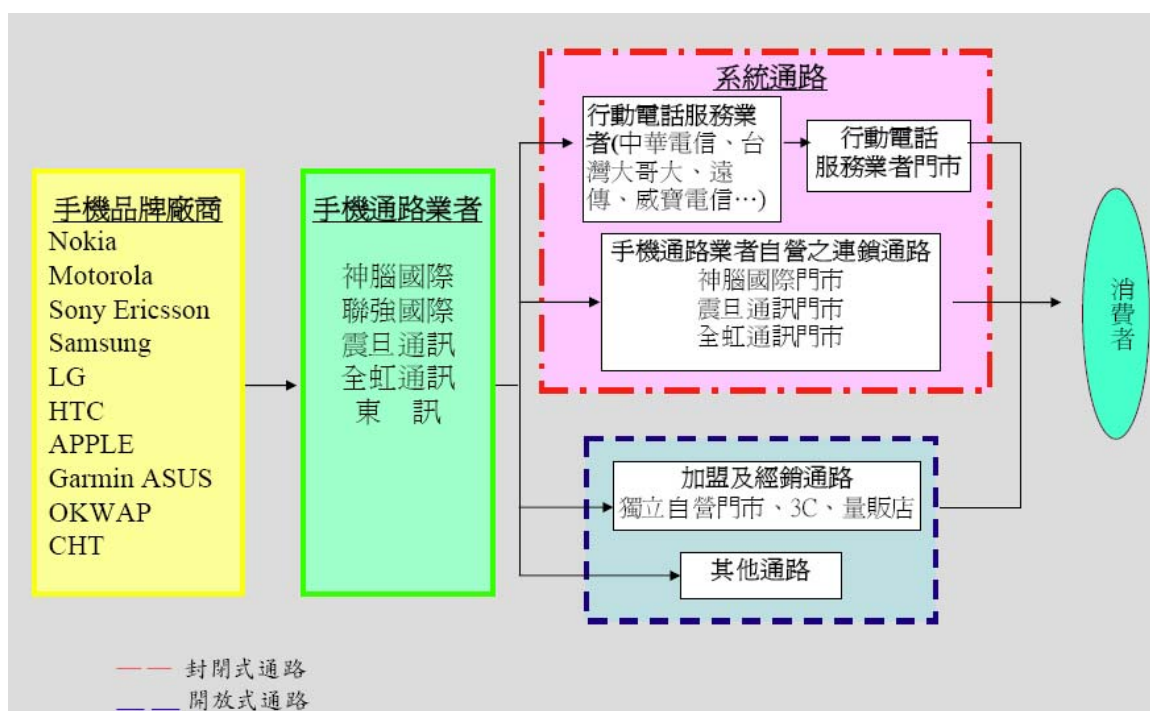 手機品牌廠商
Nokia
Motorola
Sony Ericsson
Samsung
LG
HTC
APPLE
Garmin ASUS
OKWAP
CHT
手機通路業者
神腦國際
聯強國際
震旦通訊
全虹通訊
東 訊
系統通路
行動電話服務業
者(中華電信、台
灣大哥大、遠
傳、威寶電信…)
行動電話
服務業者門市
手機通路業者自營之連鎖通路
神腦國際門市
震旦通訊門市
全虹通訊門市
加盟及經銷通路
獨立自營門市、3C、量販店
其他通路
消費者
封閉式通路
開放式通路